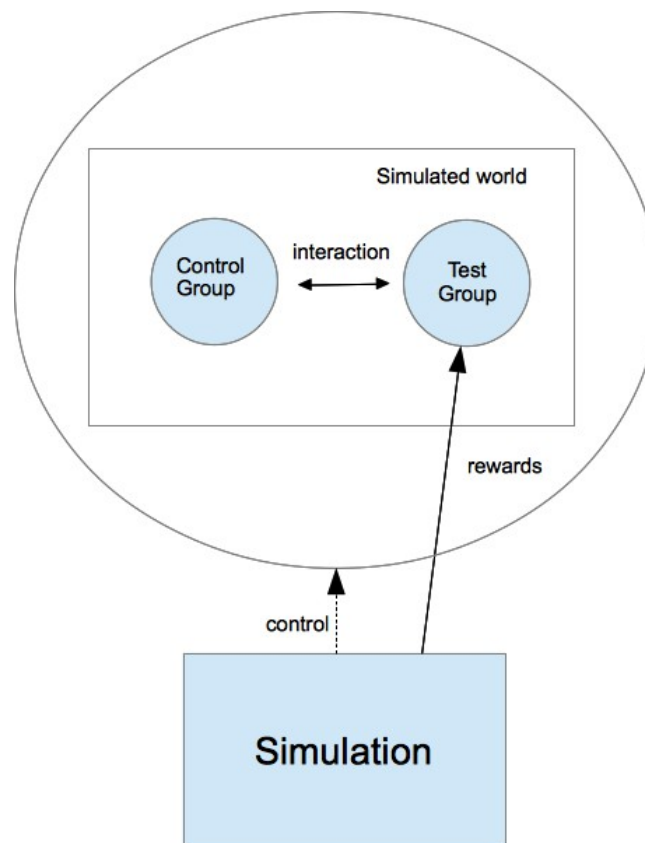 Simulated world
interaction
Control
Group
Test
Group
rewards
control
Simulation